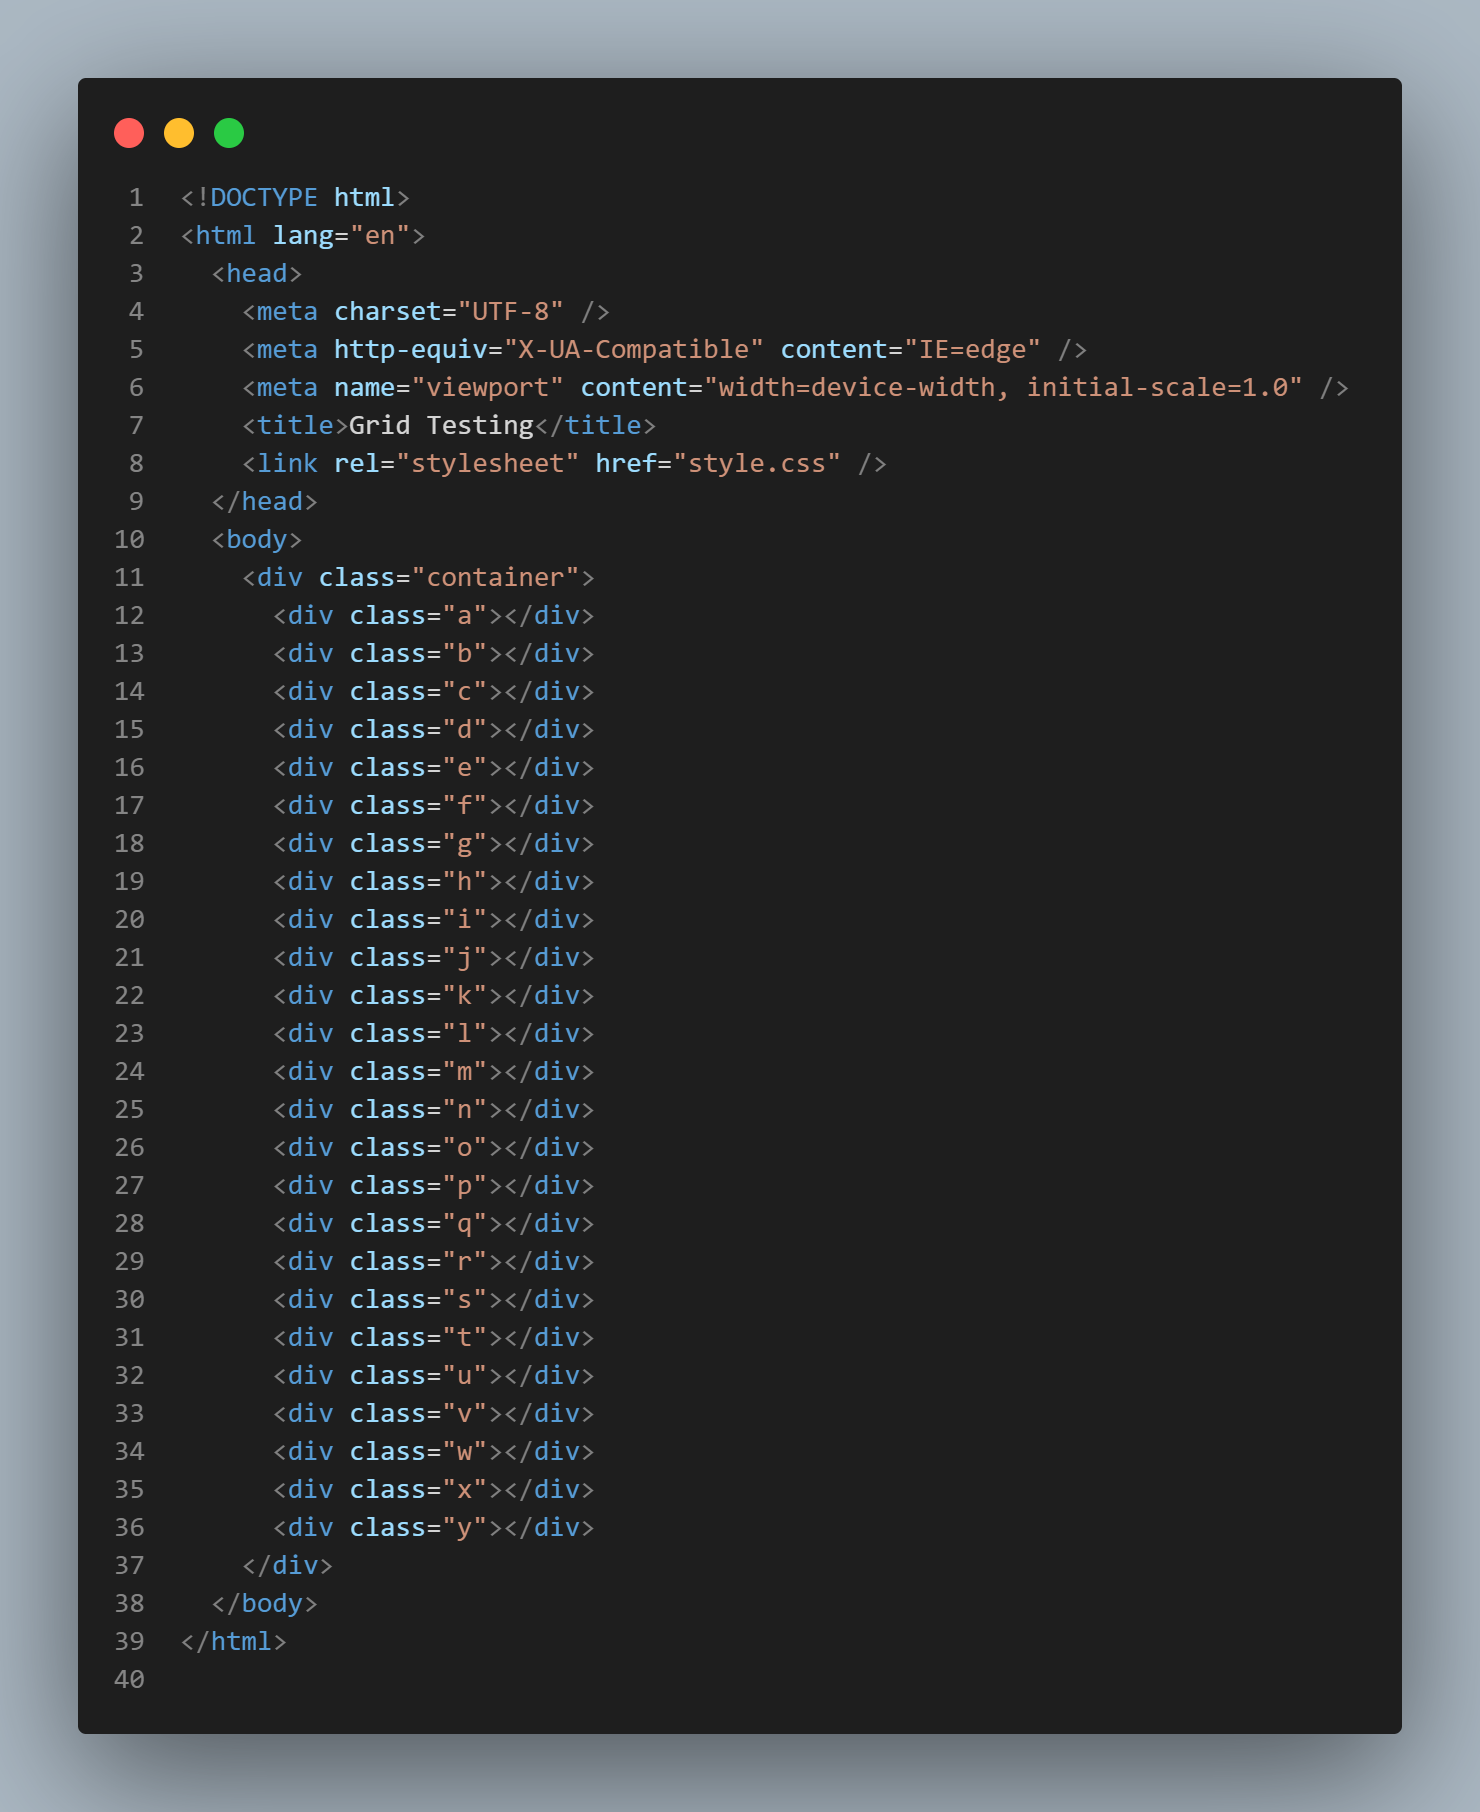 1 <!DOCTYPE html>
2 <html lang="en">
3   <head>
4     <meta charset="UTF-8" />
5     <meta http-equiv="X-UA-Compatible" content="IE=edge" />
6     <meta name="viewport" content="width=device-width, initial-scale=1.0" />
7     <title>Grid Testing</title>
8     <link rel="stylesheet" href="style.css" />
9   </head>
10   <body>
11     <div class="container">
12       <div class="a"></div>
13       <div class="b"></div>
14       <div class="c"></div>
15       <div class="d"></div>
16       <div class="e"></div>
17       <div class="f"></div>
18       <div class="g"></div>
19       <div class="h"></div>
20       <div class="i"></div>
21       <div class="j"></div>
22       <div class="k"></div>
23       <div class="l"></div>
24       <div class="m"></div>
25       <div class="n"></div>
26       <div class="o"></div>
27       <div class="p"></div>
28       <div class="q"></div>
29       <div class="r"></div>
30       <div class="s"></div>
31       <div class="t"></div>
32       <div class="u"></div>
33       <div class="v"></div>
34       <div class="w"></div>
35       <div class="x"></div>
36       <div class="y"></div>
37     </div>
38   </body>
39 </html>
40